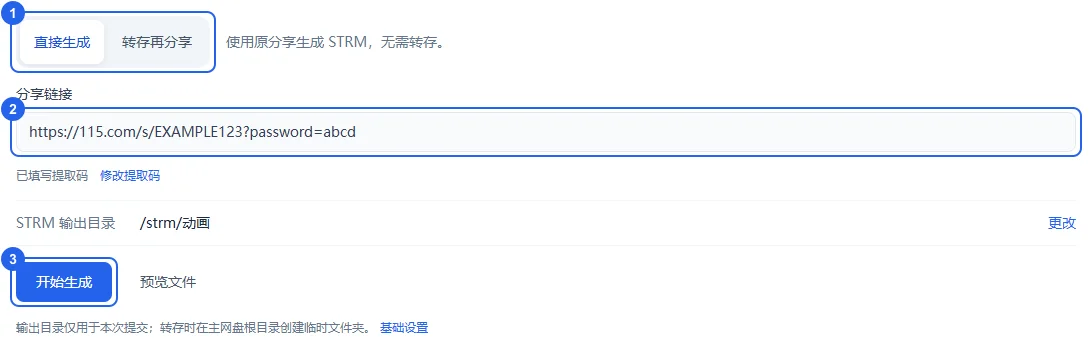 1
直接生成 转存再分享 使用原分享生成 STRM，无需转存。
分享链接
2
https://115.com/s/EXAMPLE123?password=abcd
已填写提取码 修改提取码
STRM 输出目录 /strm/动画 更改
3
开始生成 预览文件
输出目录仅用于本次提交；转存时在主网盘根目录创建临时文件夹。 基础设置